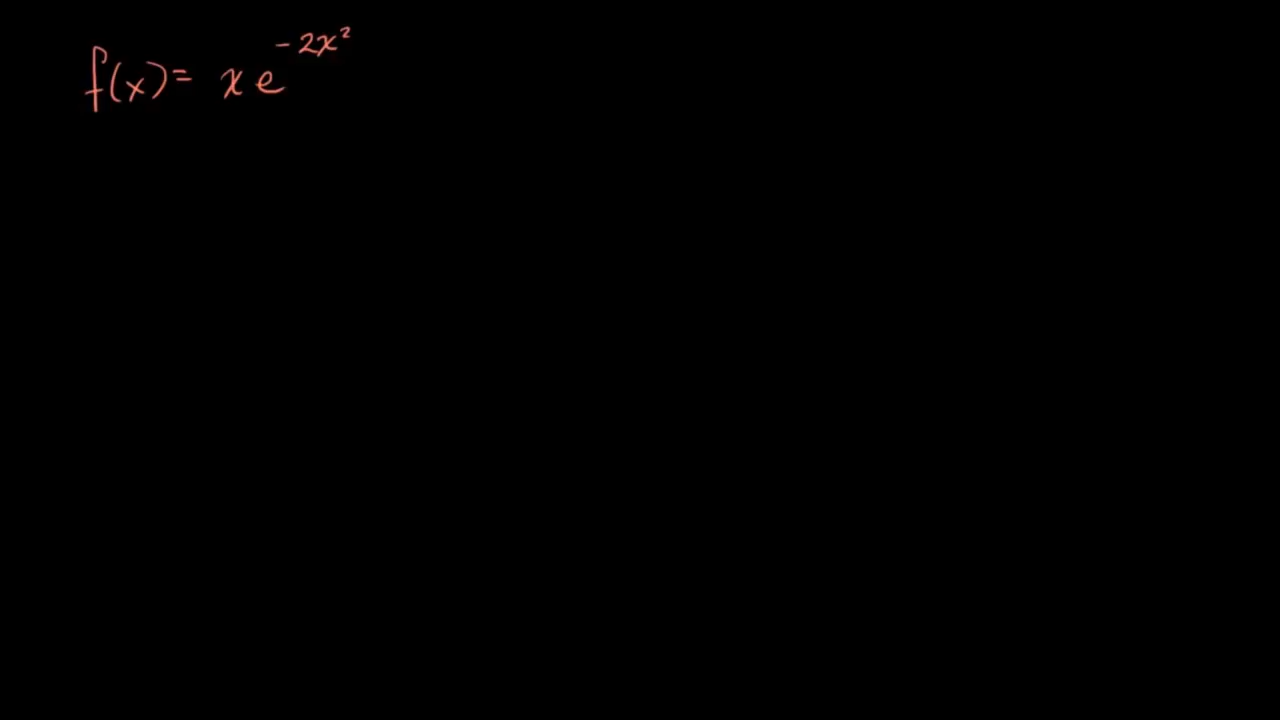 f(x) = x e^{-2x²}